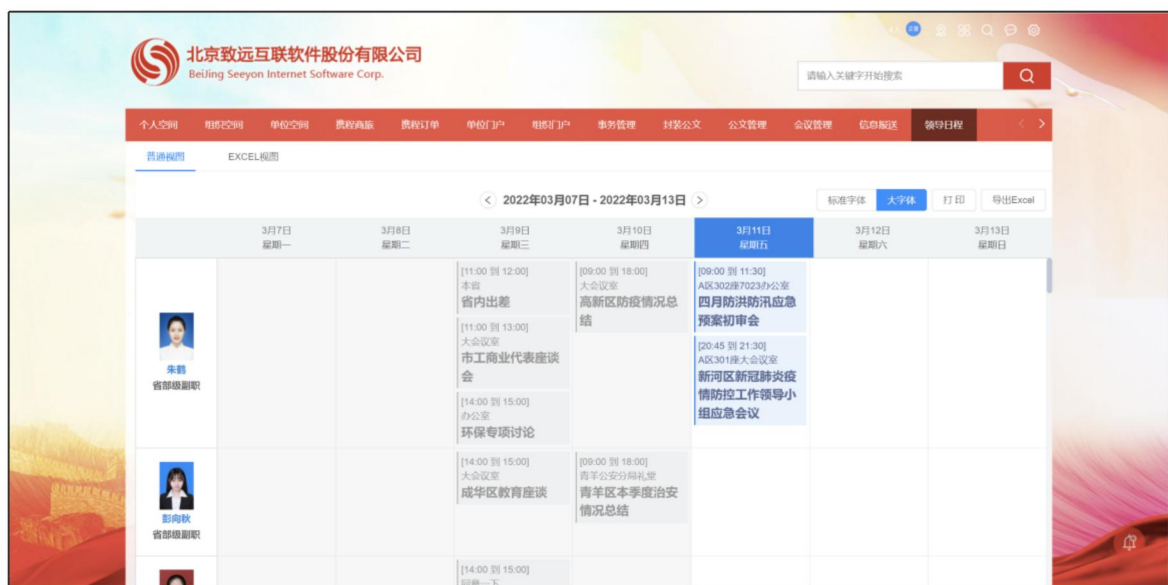 北京致远互联软件股份有限公司
BeiJing Seeyon Internet Software Corp.
请输入关键字开始搜索
个人空间 组织空间 单位空间 携程商旅 携程订单 单位门户 组织门户 事务管理 封装公文 公文管理 会议管理 信息报送 领导日程
普通视图 EXCEL视图
2022年03月07日 - 2022年03月13日
标准字体 大字体 打印 导出Excel
3月7日 3月8日 3月9日 3月10日 3月11日 3月12日 3月13日
星期一 星期二 星期三 星期四 星期五 星期六 星期日
朱鹤
省部级副职
[11:00 到 12:00]
本省
省内出差
[11:00 到 13:00]
大会议室
市工商业代表座谈
会
[14:00 到 15:00]
办公室
环保专项讨论
[09:00 到 18:00]
大会议室
高新区防疫情况总
结
[09:00 到 11:30]
A区302座7023办公室
四月防洪防汛应急
预案初审会
[20:45 到 21:30]
A区301座大会议室
新河区新冠肺炎疫
情防控工作领导小
组应急会议
彭向秋
省部级副职
[14:00 到 15:00]
大会议室
成华区教育座谈
[09:00 到 18:00]
青羊公安分局礼堂
青羊区本季度治安
情况总结
[14:00 到 15:00]